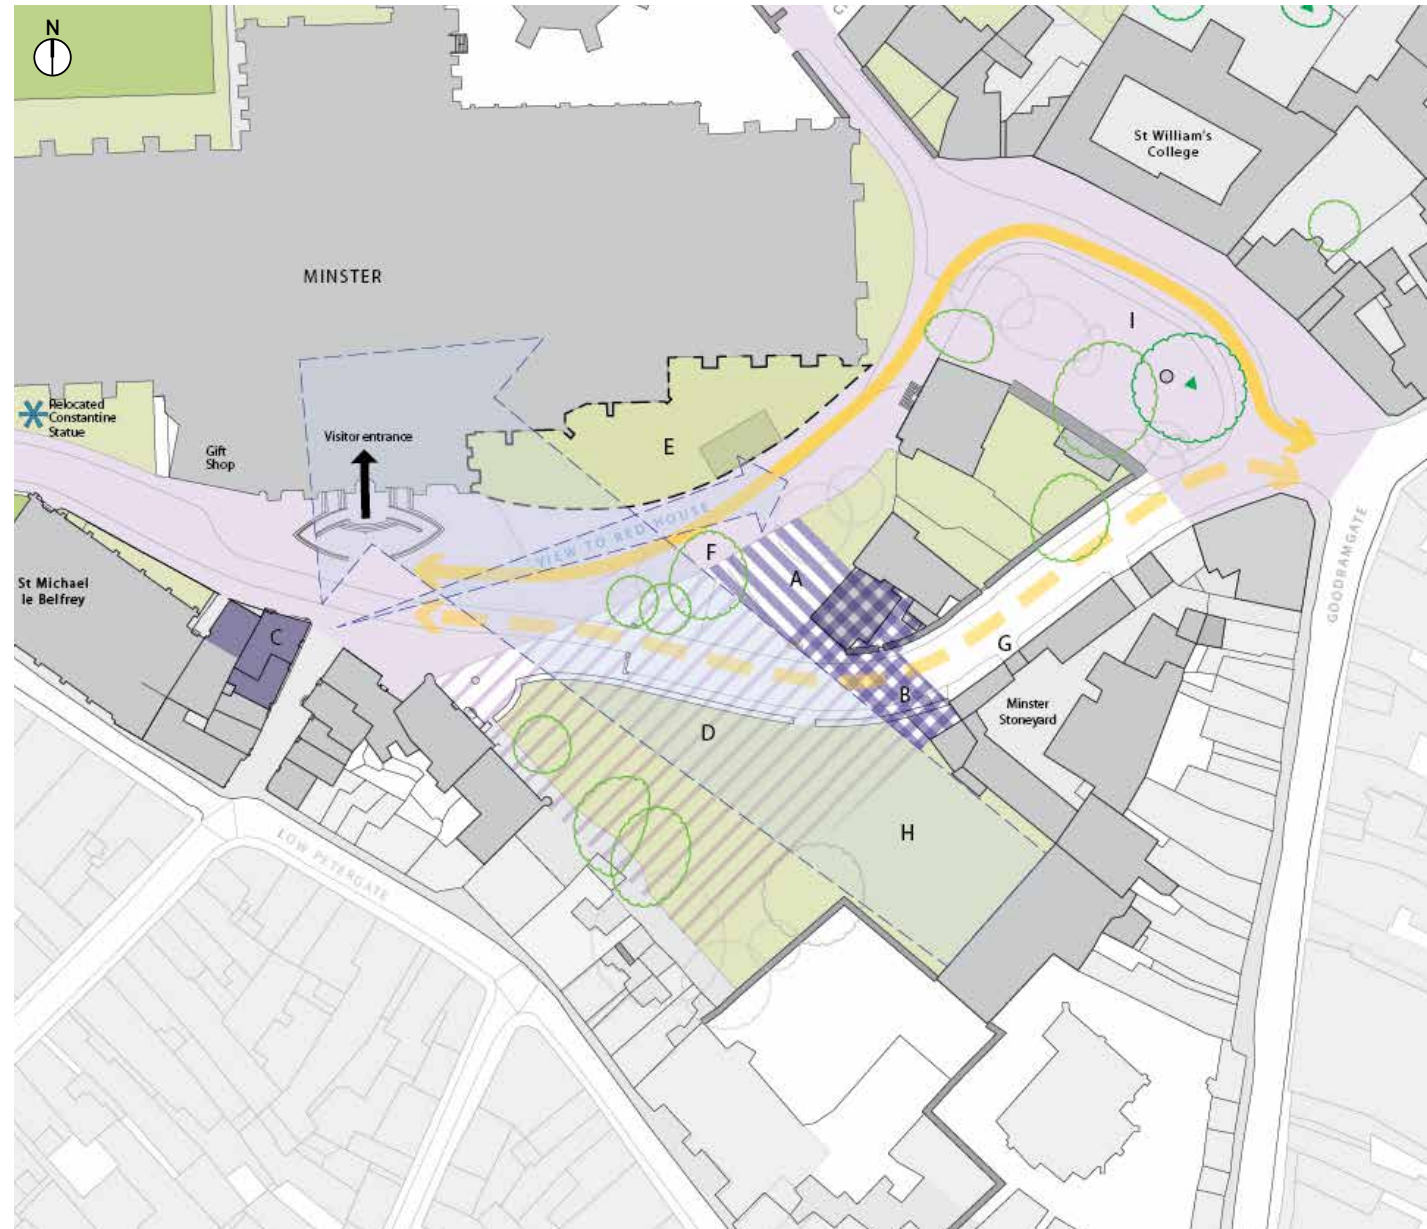 N
C
St William's
College
MINSTER
I
Relocated
Constantine
Statue
Gift
Shop
Visitor entrance
E
VIEW TO RED HOUSE
F
A
GOODRAMGATE
St Michael
le Belfrey
C
G
B
Minster
Stoneyard
D
H
LOW PETERGATE